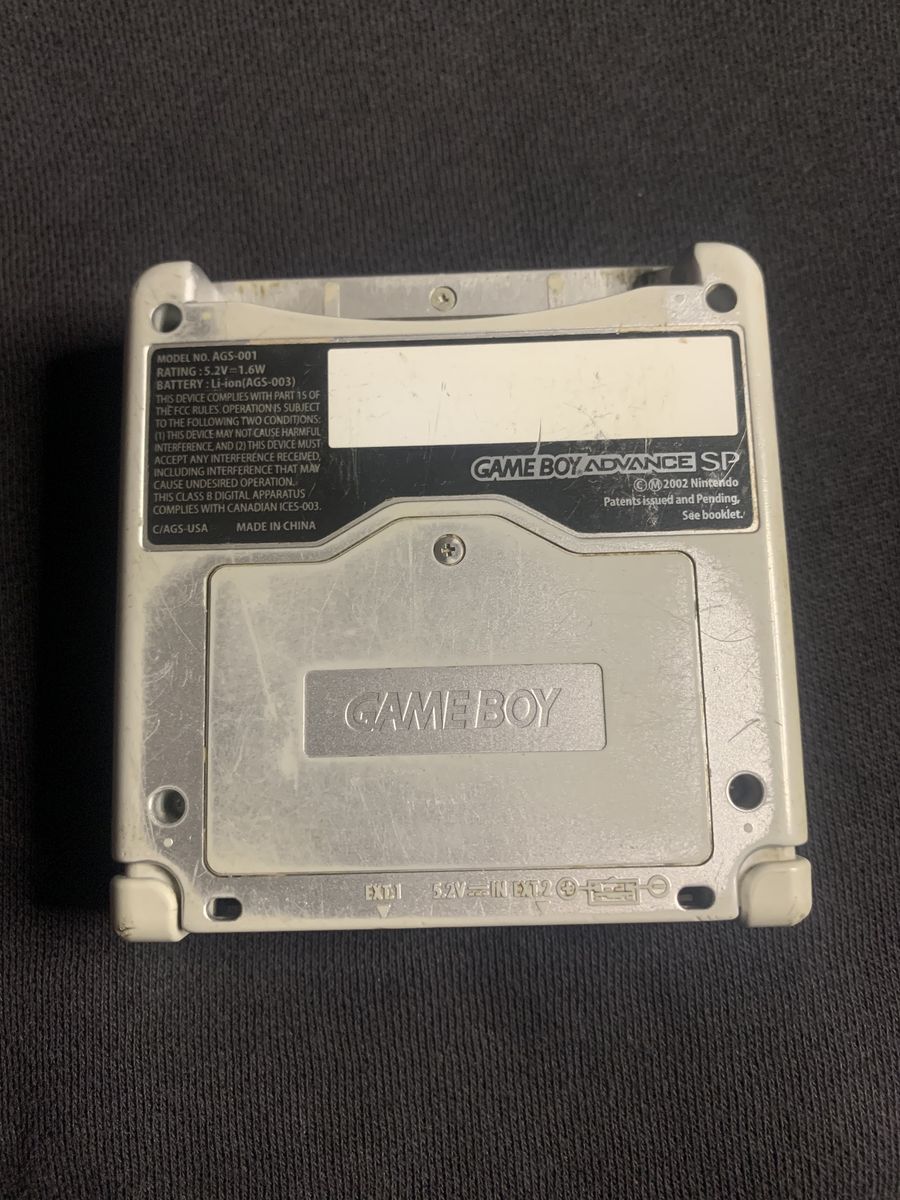 MODEL NO. AGS-001
RATING : 5.2V⎓1.6W
BATTERY : Li-ion(AGS-003)
THIS DEVICE COMPLIES WITH PART 15 OF
THE FCC RULES. OPERATION IS SUBJECT
TO THE FOLLOWING TWO CONDITIONS:
(1) THIS DEVICE MAY NOT CAUSE HARMFUL
INTERFERENCE, AND (2) THIS DEVICE MUST
ACCEPT ANY INTERFERENCE RECEIVED,
INCLUDING INTERFERENCE THAT MAY
CAUSE UNDESIRED OPERATION.
THIS CLASS B DIGITAL APPARATUS
COMPLIES WITH CANADIAN ICES-003.
C/AGS-USA MADE IN CHINA
GAME BOY ADVANCE SP
©Ⓜ2002 Nintendo
Patents issued and Pending,
See booklet.
GAME BOY
EXT.1 5.2V⎓IN EXT.2